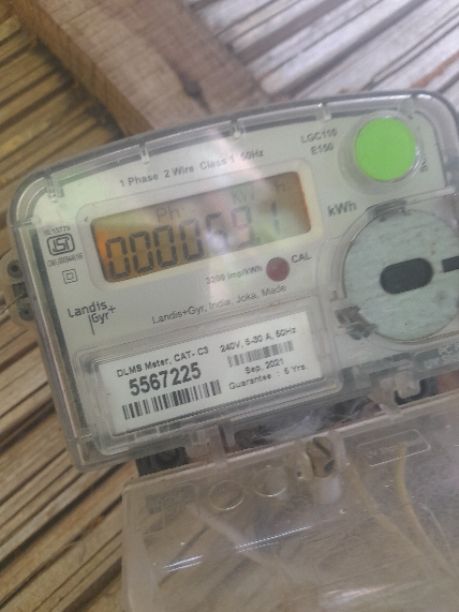 LGC110
E150
1 Phase 2 Wire Class 1 50Hz
Ph
kWh
3200 imp/kWh
CAL
Landis+Gyr, India, Joka, Made
Landis
Gyr+
DLMS Meter, CAT- C3
240V, 5-30 A, 50Hz
5567225
Sep, 2021
Guarantee : 5 Yrs.